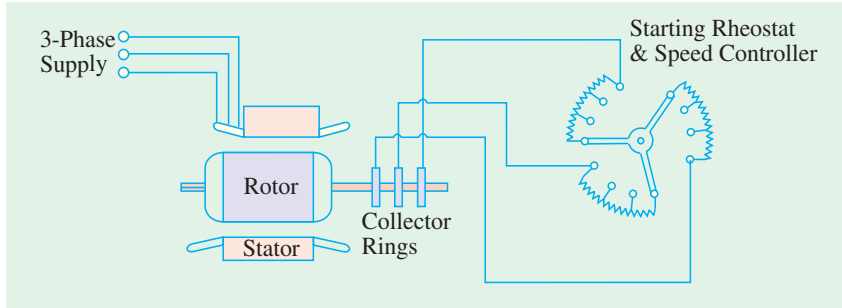 3-Phase
Supply
Starting Rheostat
& Speed Controller
Rotor
Collector
Rings
Stator